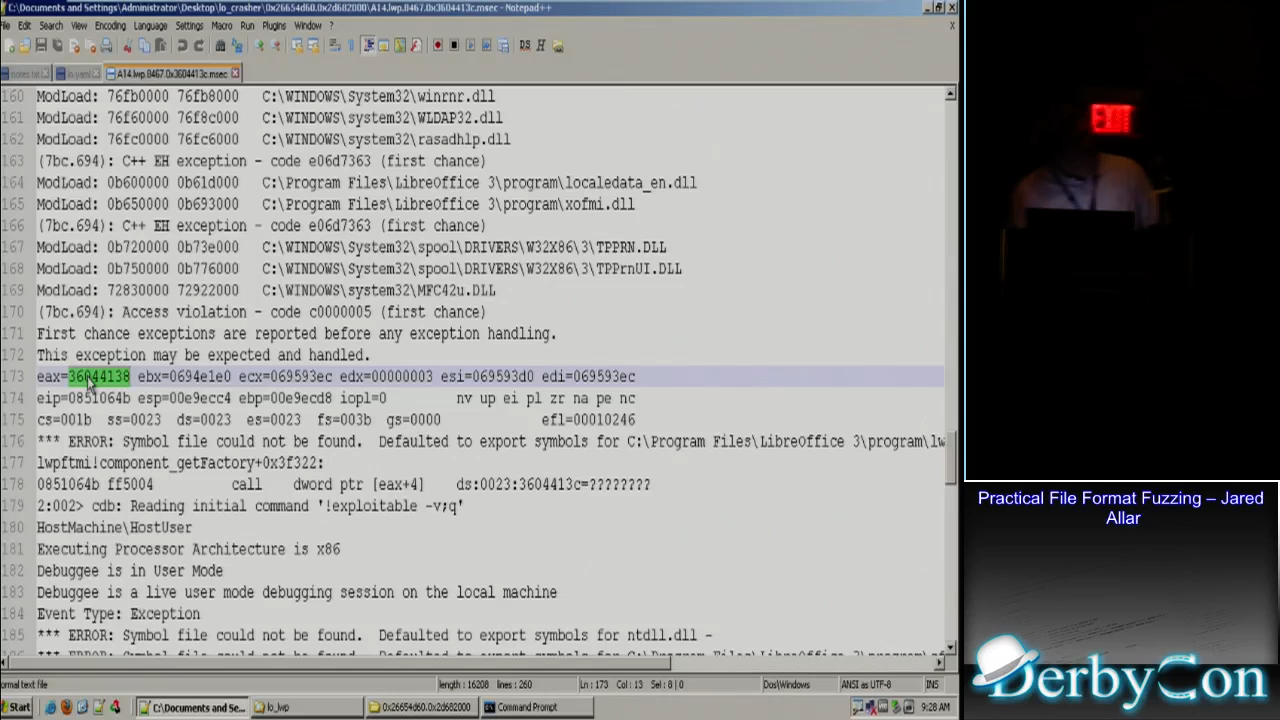 C:\Documents and Settings\Administrator\Desktop\lo_crasher\0x26654d60.0x2d682000\A14.lwp.8467.0x3604413c.msec - Notepad++
File Edit Search View Encoding Language Settings Macro Run Plugins Window ?
notes.txt lo.yaml A14.lwp.8467.0x3604413c.msec
160 ModLoad: 76fb0000 76fb8000 C:\WINDOWS\System32\winrnr.dll
161 ModLoad: 76f60000 76f8c000 C:\WINDOWS\system32\WLDAP32.dll
162 ModLoad: 76fc0000 76fc6000 C:\WINDOWS\system32\rasadhlp.dll
163 (7bc.694): C++ EH exception - code e06d7363 (first chance)
164 ModLoad: 0b600000 0b61d000 C:\Program Files\LibreOffice 3\program\localedata_en.dll
165 ModLoad: 0b650000 0b693000 C:\Program Files\LibreOffice 3\program\xofmi.dll
166 (7bc.694): C++ EH exception - code e06d7363 (first chance)
167 ModLoad: 0b720000 0b73e000 C:\WINDOWS\System32\spool\DRIVERS\W32X86\3\TPPRN.DLL
168 ModLoad: 0b750000 0b776000 C:\WINDOWS\System32\spool\DRIVERS\W32X86\3\TPPrnUI.DLL
169 ModLoad: 72830000 72922000 C:\WINDOWS\system32\MFC42u.DLL
170 (7bc.694): Access violation - code c0000005 (first chance)
171 First chance exceptions are reported before any exception handling.
172 This exception may be expected and handled.
173 eax=36044138 ebx=0694e1e0 ecx=069593ec edx=00000003 esi=069593d0 edi=069593ec
174 eip=0851064b esp=00e9ecc4 ebp=00e9ecd8 iopl=0 nv up ei pl zr na pe nc
175 cs=001b ss=0023 ds=0023 es=0023 fs=003b gs=0000 efl=00010246
176 *** ERROR: Symbol file could not be found. Defaulted to export symbols for C:\Program Files\LibreOffice 3\program\lw
177 lwpftmi!component_getFactory+0x3f322:
178 0851064b ff5004 call dword ptr [eax+4] ds:0023:3604413c=????????
179 2:002> cdb: Reading initial command '!exploitable -v;q'
180 HostMachine\HostUser
181 Executing Processor Architecture is x86
182 Debuggee is in User Mode
183 Debuggee is a live user mode debugging session on the local machine
184 Event Type: Exception
185 *** ERROR: Symbol file could not be found. Defaulted to export symbols for ntdll.dll -
ormal text file length : 16208 lines : 260 Ln : 173 Col : 13 Sel : 8 | 0 Dos\Windows ANSI as UTF-8 INS
Start C:\Documents and Se... lo_lwp 0x26654d60.0x2d682000 Command Prompt 9:28 AM
EXIT
Practical File Format Fuzzing – Jared
Allar
DerbyCon